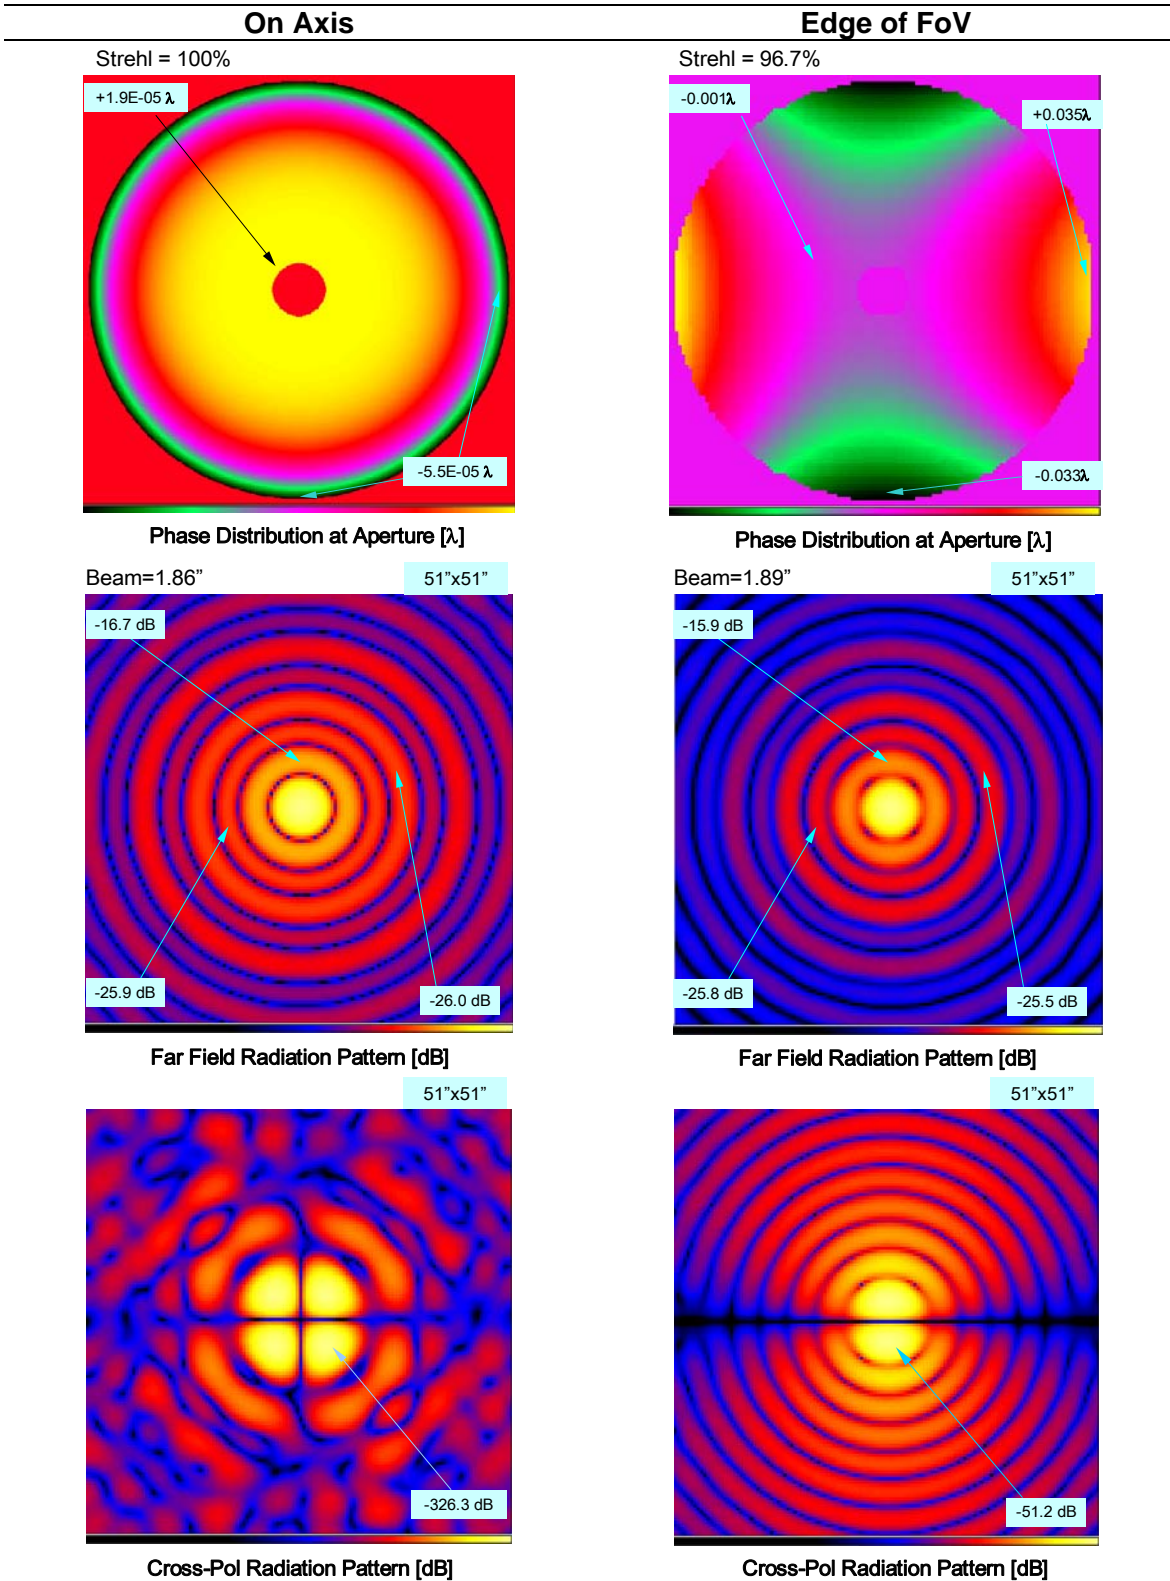 On Axis
Edge of FoV
Strehl = 100%
Strehl = 96.7%
+1.9E-05 λ
-5.5E-05 λ
-0.001λ
+0.035λ
-0.033λ
Phase Distribution at Aperture [λ]
Phase Distribution at Aperture [λ]
Beam=1.86”
51”x51”
Beam=1.89”
51”x51”
-16.7 dB
-25.9 dB
-26.0 dB
-15.9 dB
-25.8 dB
-25.5 dB
Far Field Radiation Pattern [dB]
Far Field Radiation Pattern [dB]
51”x51”
51”x51”
-326.3 dB
-51.2 dB
Cross-Pol Radiation Pattern [dB]
Cross-Pol Radiation Pattern [dB]